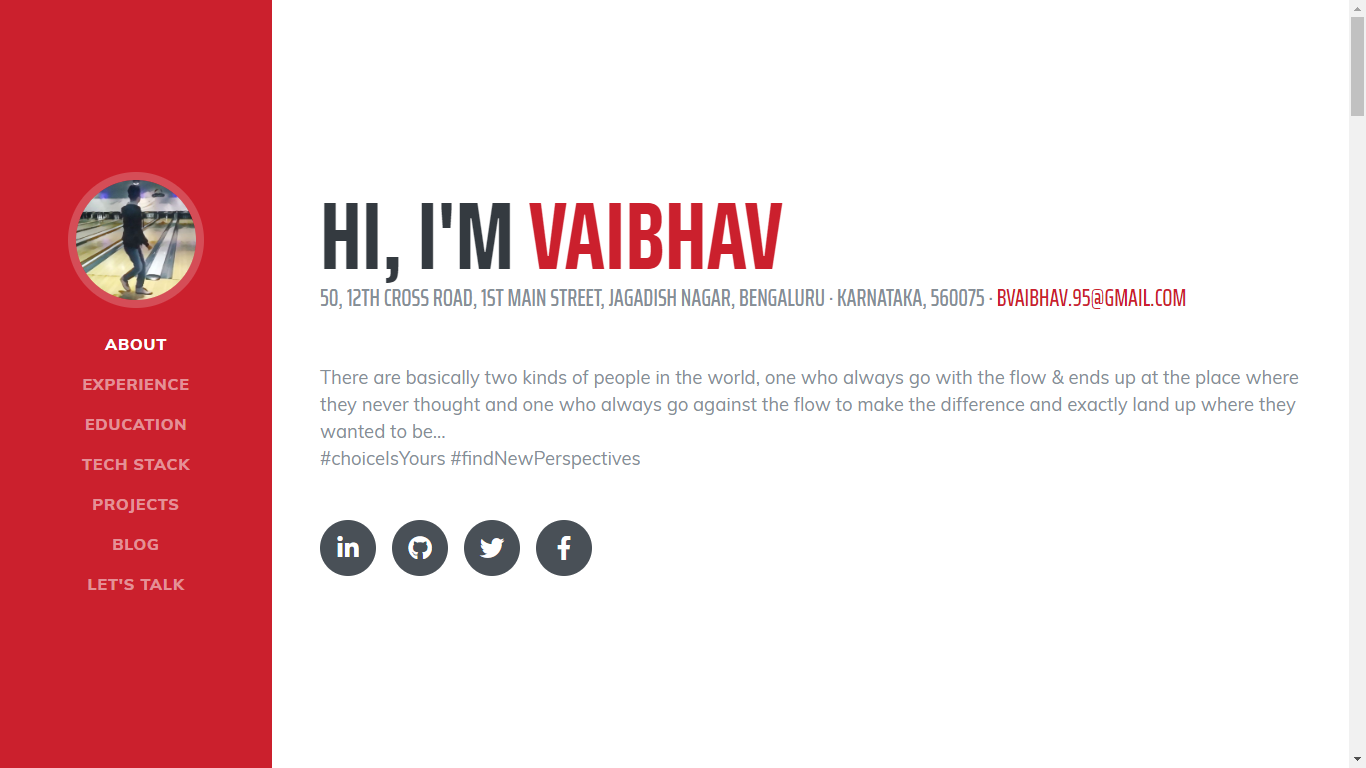 ABOUT
EXPERIENCE
EDUCATION
TECH STACK
PROJECTS
BLOG
LET'S TALK
HI, I'M VAIBHAV
50, 12TH CROSS ROAD, 1ST MAIN STREET, JAGADISH NAGAR, BENGALURU · KARNATAKA, 560075 · BVAIBHAV.95@GMAIL.COM
There are basically two kinds of people in the world, one who always go with the flow & ends up at the place where
they never thought and one who always go against the flow to make the difference and exactly land up where they
wanted to be...
#choiceIsYours #findNewPerspectives
in